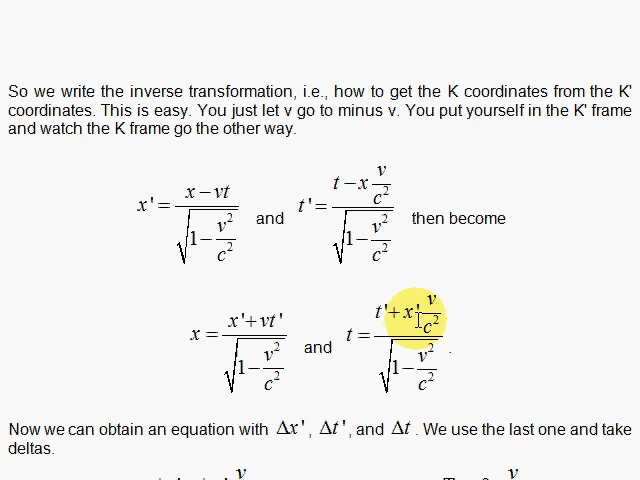 So we write the inverse transformation, i.e., how to get the K coordinates from the K'
coordinates. This is easy. You just let v go to minus v. You put yourself in the K' frame
and watch the K frame go the other way.
x' = (x − vt) / √(1 − v²/c²) and t' = (t − x v/c²) / √(1 − v²/c²) then become
x = (x' + vt') / √(1 − v²/c²) and t = (t' + x' v/c²) / √(1 − v²/c²) .
Now we can obtain an equation with Δx', Δt', and Δt . We use the last one and take
deltas.